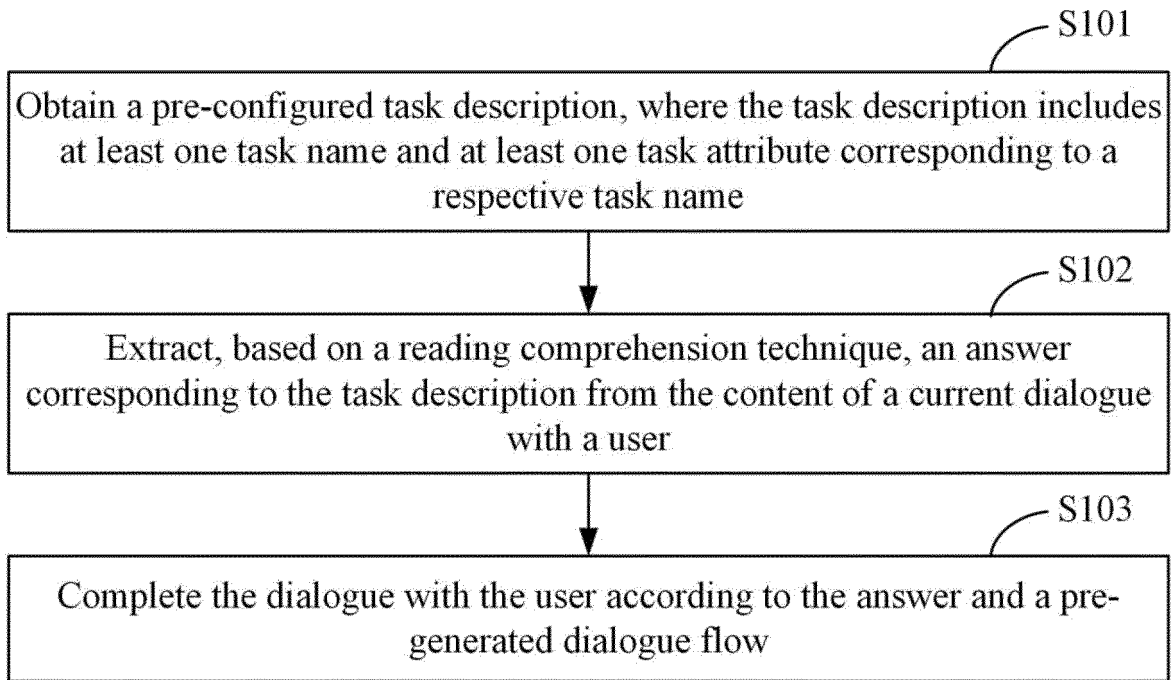 S101
Obtain a pre-configured task description, where the task description includes
at least one task name and at least one task attribute corresponding to a
respective task name
S102
Extract, based on a reading comprehension technique, an answer
corresponding to the task description from the content of a current dialogue
with a user
S103
Complete the dialogue with the user according to the answer and a pre-
generated dialogue flow